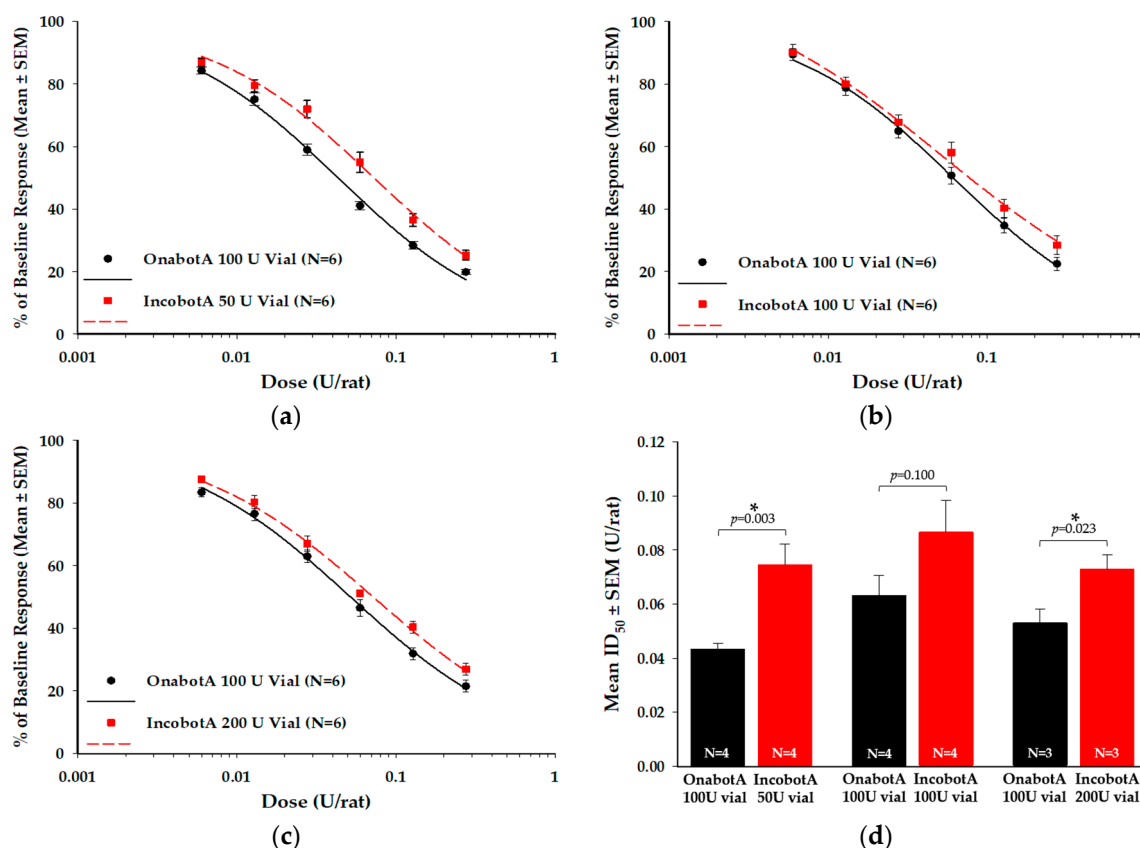 % of Baseline Response (Mean ± SEM)
100
80
60
40
20
0
OnabotA 100 U Vial (N=6)
IncobotA 50 U Vial (N=6)
0.001
0.01
0.1
1
Dose (U/rat)
(a)
% of Baseline Response (Mean ± SEM)
100
80
60
40
20
0
OnabotA 100 U Vial (N=6)
IncobotA 100 U Vial (N=6)
0.001
0.01
0.1
Dose (U/rat)
(b)
% of Baseline Response (Mean ± SEM)
100
80
60
40
20
0
OnabotA 100 U Vial (N=6)
IncobotA 200 U Vial (N=6)
0.001
0.01
0.1
1
Dose (U/rat)
(c)
Mean ID50 ± SEM (U/rat)
0.12
0.10
0.08
0.06
0.04
0.02
0.00
*
p=0.003
p=0.100
*
p=0.023
N=4
N=4
N=4
N=4
N=3
N=3
OnabotA IncobotA OnabotA IncobotA OnabotA IncobotA
100U vial 50U vial 100U vial 100U vial 100U vial 200U vial
(d)